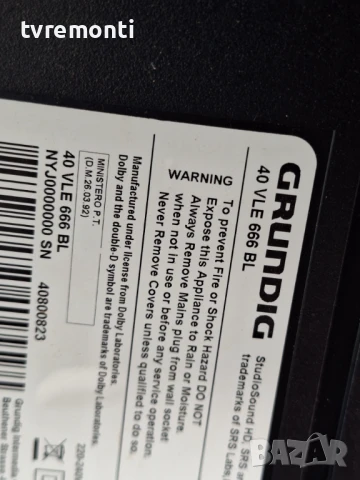 tvremonti
GRUNDIG
40 VLE 666 BL
StudioSound HD, SRS
trademarks of SRS Labs,
WARNING
To prevent Fire or Shock Hazard DO NOT
Expose this Appliance to Rain or Moisture.
Always Remove Mains plug from wall socket
when not in use or before any service
Never Remove Covers unless qualified to do so.
Manufactured under license from Dolby Laboratories.
Dolby and the double-D symbol are trademarks of Dolby Laboratories.
MINISTERO P.T.
(D.M.26.03.92)
40 VLE 666 BL
NYJ0000000 SN
40800823
Grundig
BAZAR